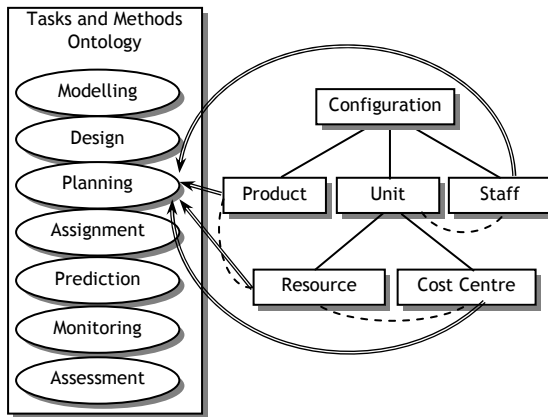 Tasks and Methods
Ontology
Modelling
Design
Planning
Assignment
Prediction
Monitoring
Assessment
Configuration
Product
Unit
Staff
Resource
Cost Centre